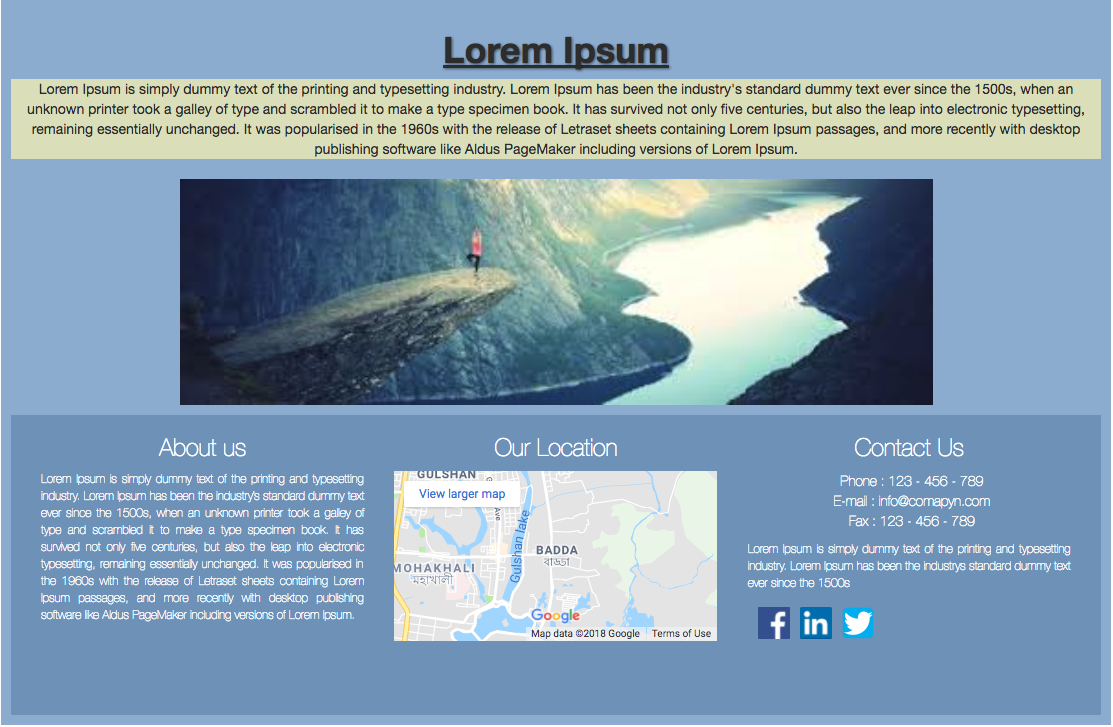 Lorem Ipsum
Lorem Ipsum is simply dummy text of the printing and typesetting industry. Lorem Ipsum has been the industry's standard dummy text ever since the 1500s, when an
unknown printer took a galley of type and scrambled it to make a type specimen book. It has survived not only five centuries, but also the leap into electronic typesetting,
remaining essentially unchanged. It was popularised in the 1960s with the release of Letraset sheets containing Lorem Ipsum passages, and more recently with desktop
publishing software like Aldus PageMaker including versions of Lorem Ipsum.
About us
Lorem Ipsum is simply dummy text of the printing and typesetting
industry. Lorem Ipsum has been the industry's standard dummy text
ever since the 1500s, when an unknown printer took a galley of
type and scrambled it to make a type specimen book. It has
survived not only five centuries, but also the leap into electronic
typesetting, remaining essentially unchanged. It was popularised in
the 1960s with the release of Letraset sheets containing Lorem
Ipsum passages, and more recently with desktop publishing
software like Aldus PageMaker including versions of Lorem Ipsum.
Our Location
GULSHAN
View larger map
Ave
Gulshan lake
BADDA
বাড্ডা
MOHAKHALI
মহাখালী
Google
Map data ©2018 Google
Terms of Use
Contact Us
Phone : 123 - 456 - 789
E-mail : info@comapyn.com
Fax : 123 - 456 - 789
Lorem Ipsum is simply dummy text of the printing and typesetting
industry. Lorem Ipsum has been the industrys standard dummy text
ever since the 1500s
f
in